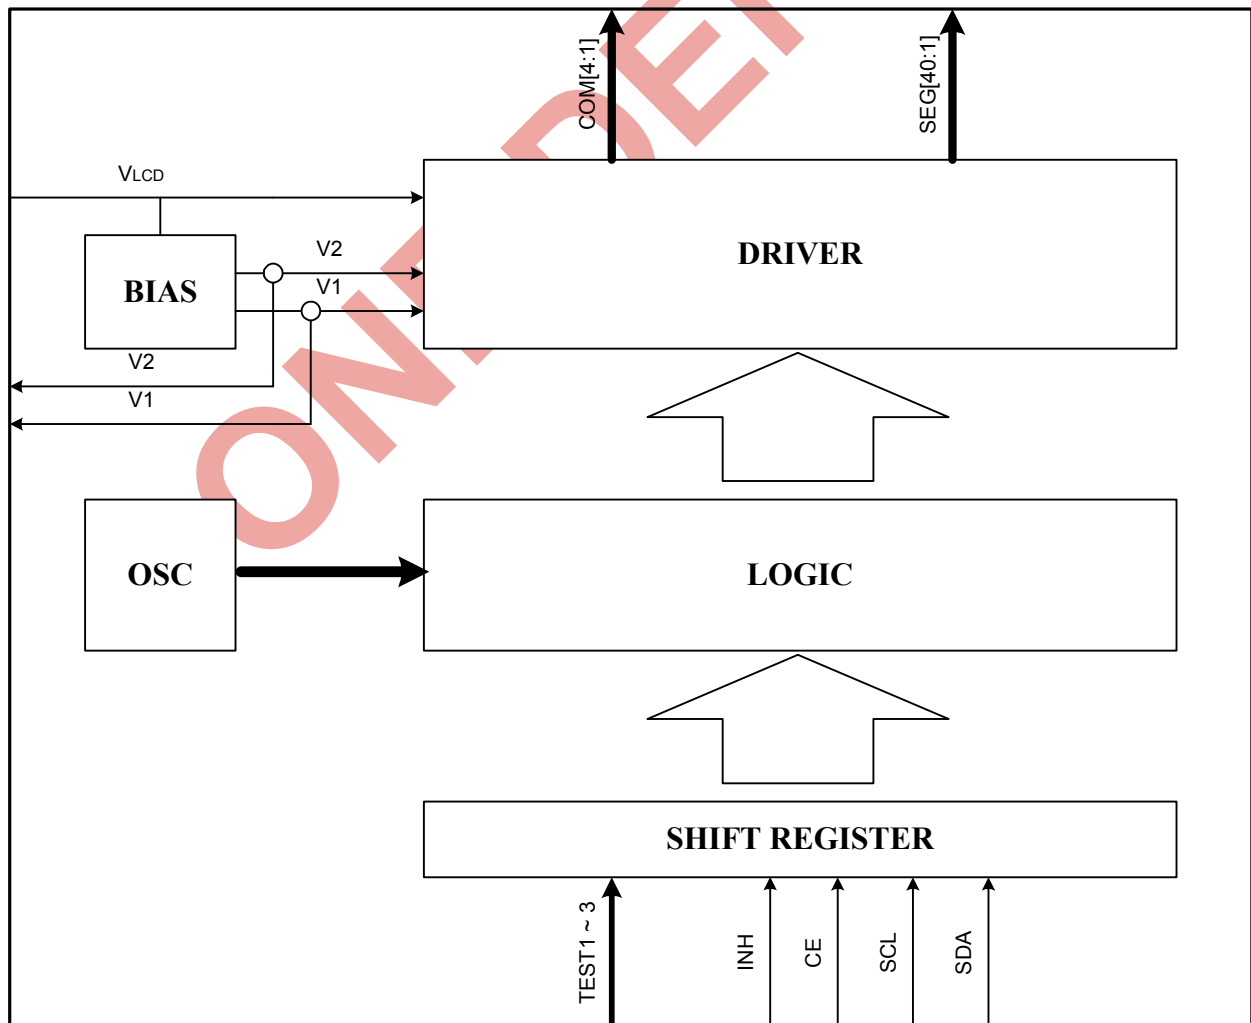 COM[4:1]
SEG[40:1]
VLCD
DRIVER
V2
BIAS
V1
V2
V1
OSC
LOGIC
SHIFT REGISTER
TEST1 ~ 3
INH
CE
SCL
SDA